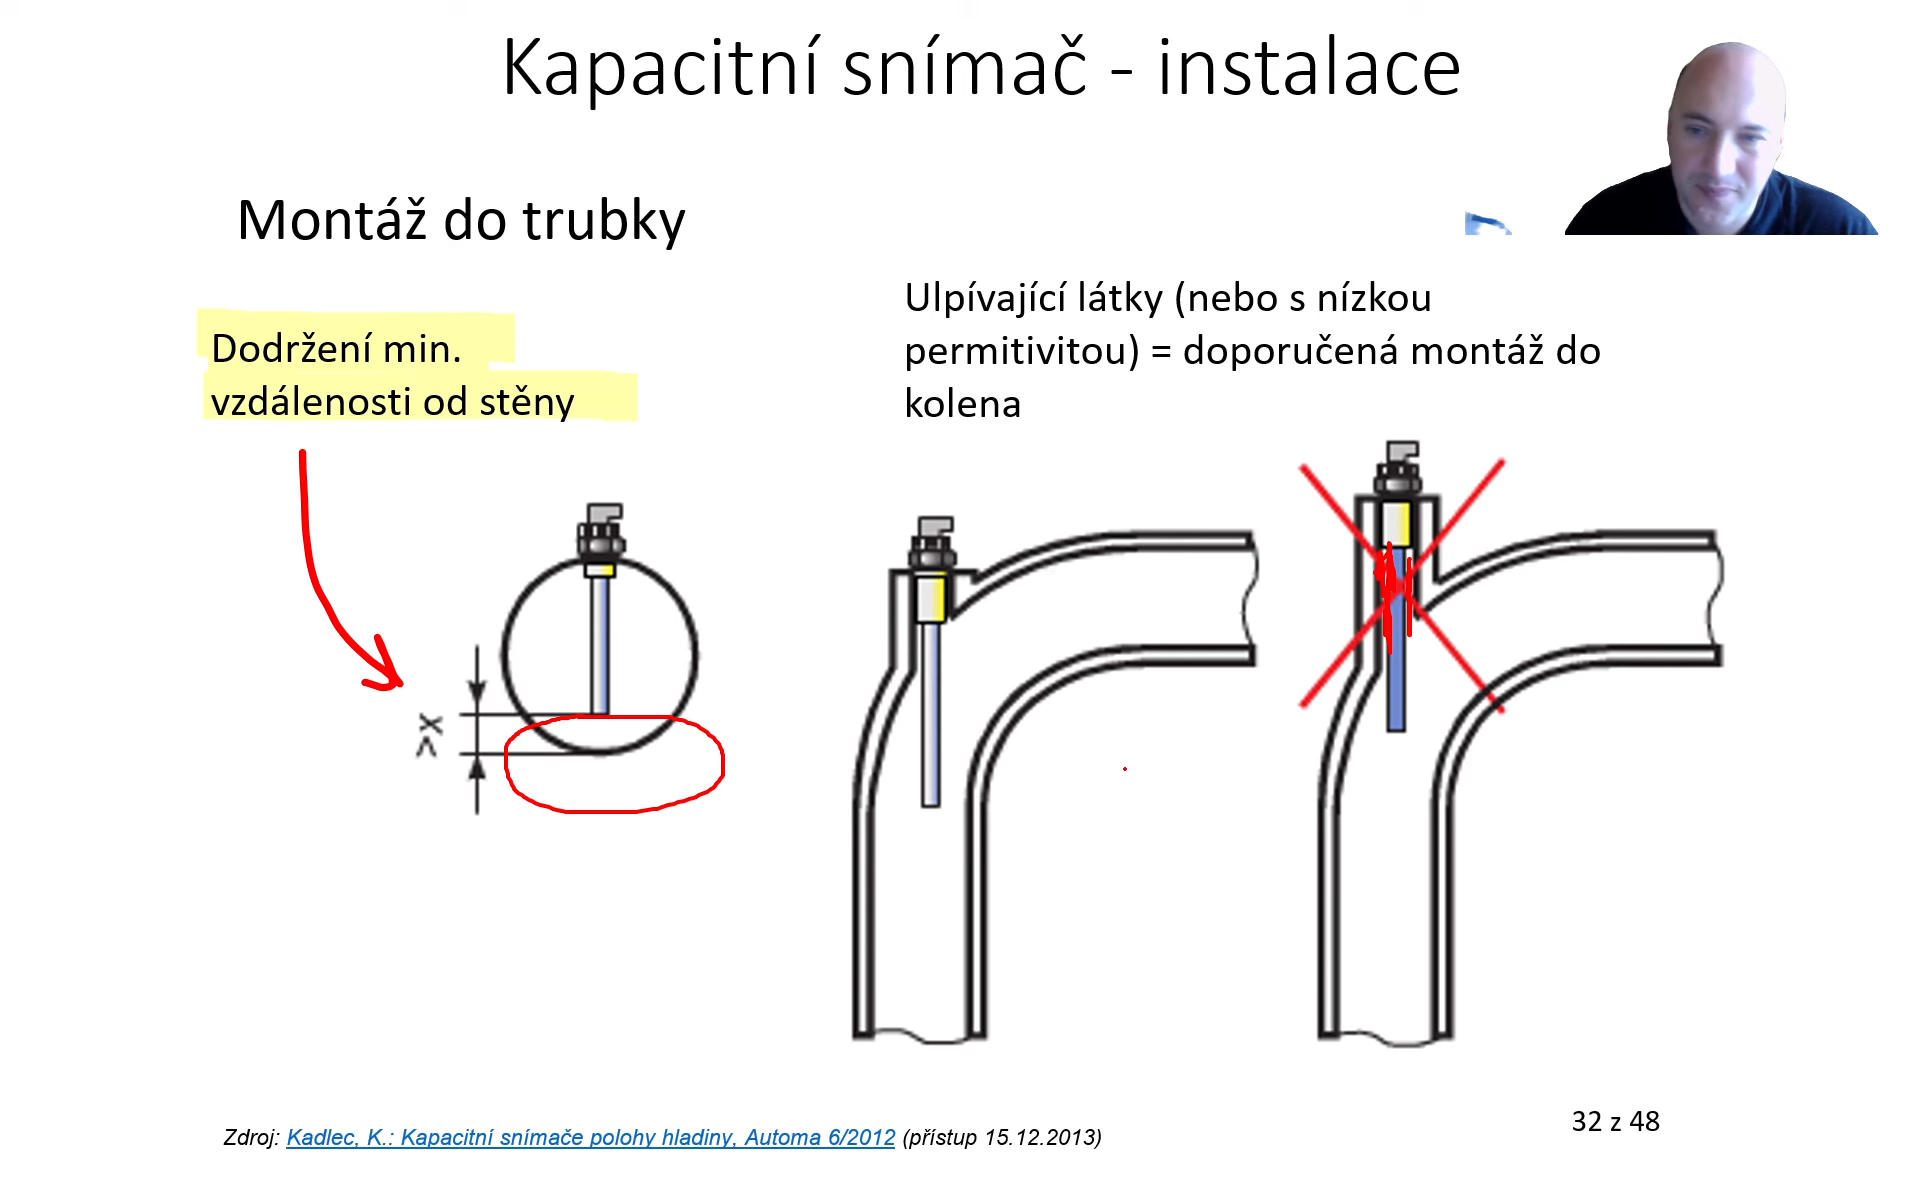 Kapacitní snímač - instalace
Montáž do trubky
Dodržení min.
vzdálenosti od stěny
Ulpívající látky (nebo s nízkou
permitivitou) = doporučená montáž do
kolena
>x
Zdroj: Kadlec, K.: Kapacitní snímače polohy hladiny, Automa 6/2012 (přístup 15.12.2013)
32 z 48